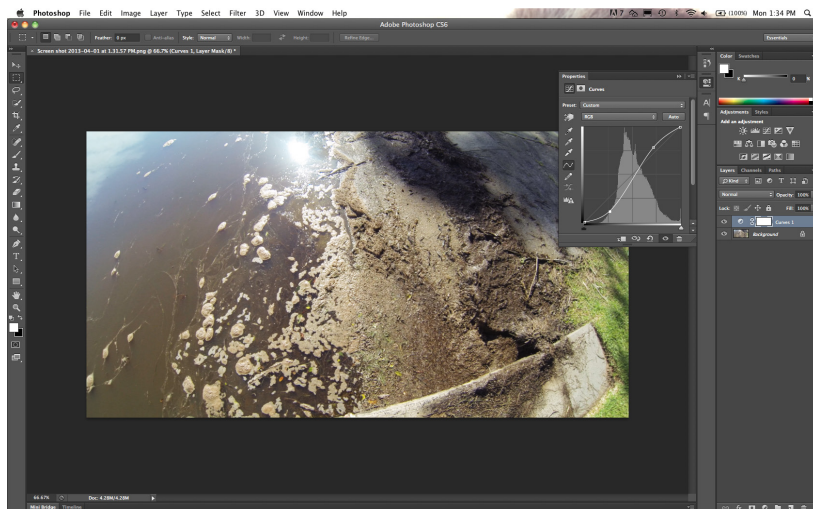 Photoshop File Edit Image Layer Type Select Filter 3D View Window Help (100%) Mon 1:34 PM
Adobe Photoshop CS6
Feather: 0 px Anti-alias Style: Normal Width: Height: Refine Edge... Essentials
× Screen shot 2013-04-01 at 1.31.57 PM.png @ 66.7% (Curves 1, Layer Mask/8) *
Color Swatches
K 0 %
Properties
Curves
Preset: Custom
RGB Auto
Adjustments Styles
Add an adjustment
Layers Channels Paths
Kind
Normal Opacity: 100%
Lock: Fill: 100%
Curves 1
Background
66.67% Doc: 4.28M/4.28M
Mini Bridge Timeline